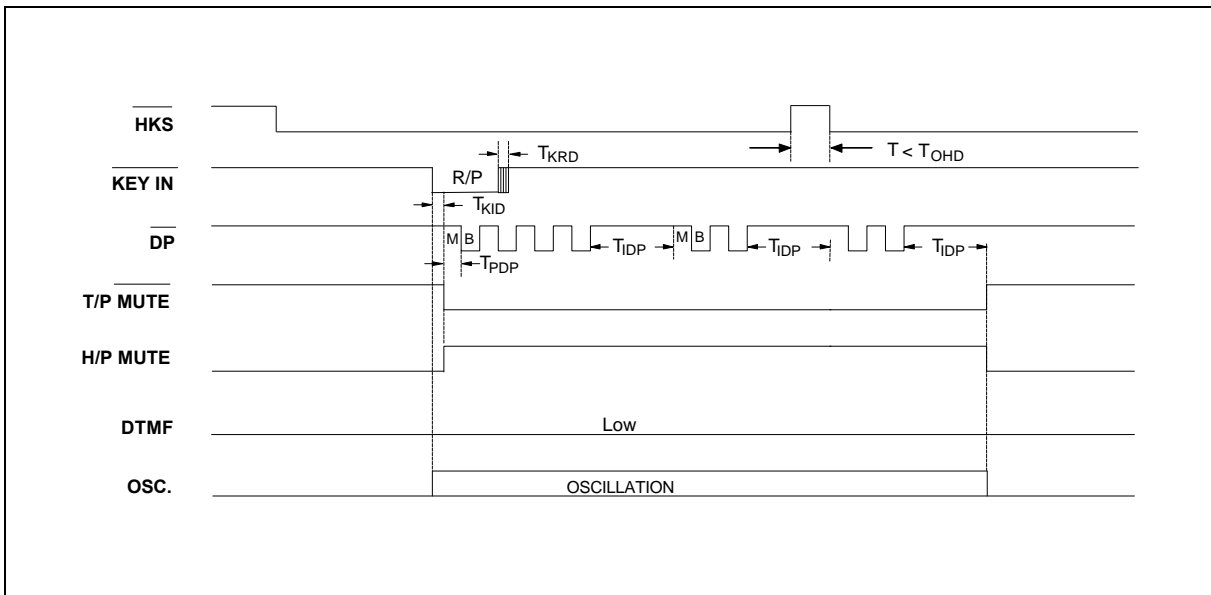 HKS
T < TOHD
TKRD
KEY IN
R/P
TKID
DP
M B TIDP M B TIDP TIDP
TPDP
T/P MUTE
H/P MUTE
DTMF
Low
OSC.
OSCILLATION